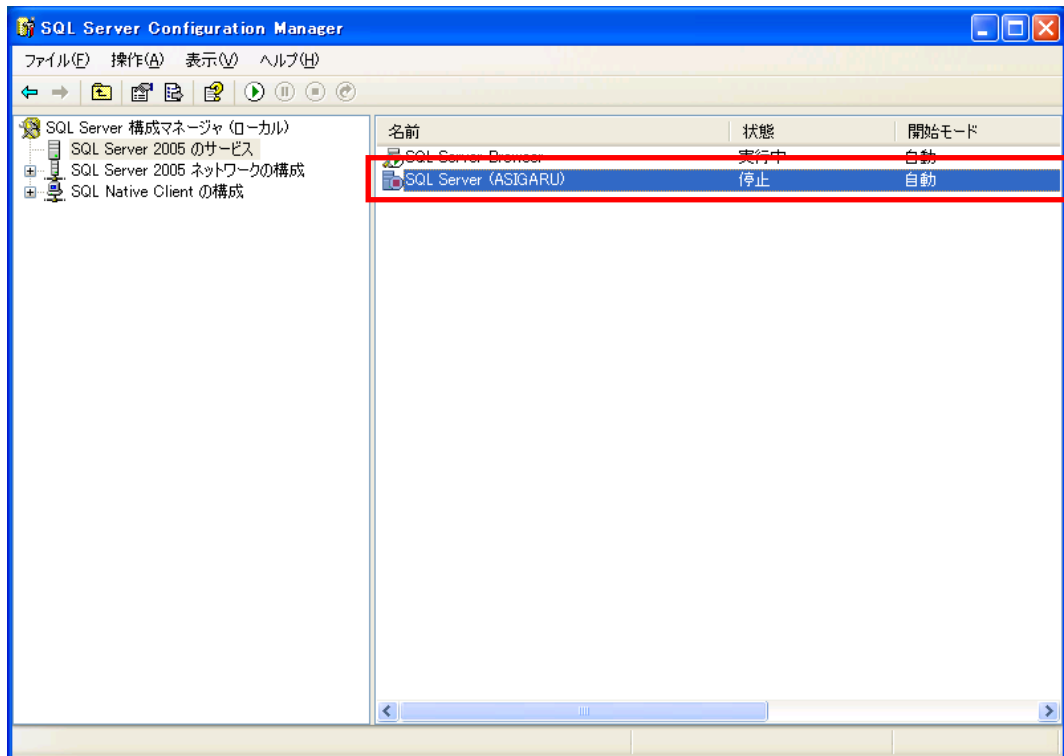 SQL Server Configuration Manager
ファイル(F) 操作(A) 表示(V) ヘルプ(H)
SQL Server 構成マネージャ (ローカル)
SQL Server 2005 のサービス
SQL Server 2005 ネットワークの構成
SQL Native Client の構成
名前 状態 開始モード
SQL Server Browser 実行中 自動
SQL Server (ASIGARU) 停止 自動